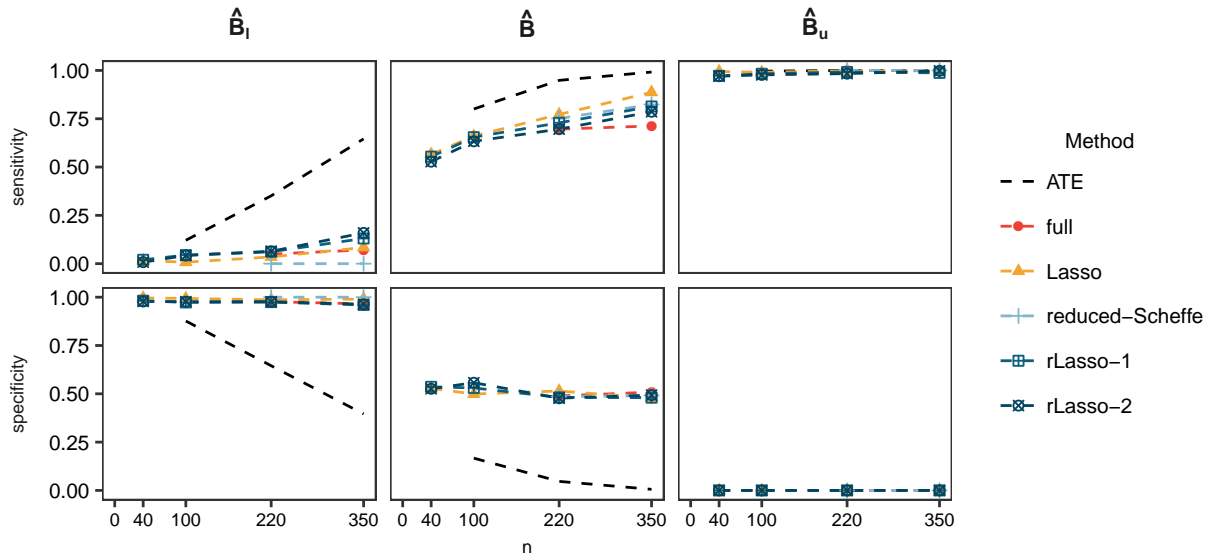 B̂ₗ B̂ B̂ᵤ
1.00
0.75
0.50
0.25
0.00
sensitivity
1.00
0.75
0.50
0.25
0.00
specificity
0 40 100 220 350 0 40 100 220 350 0 40 100 220 350
n
Method
ATE
full
Lasso
reduced−Scheffe
rLasso−1
rLasso−2